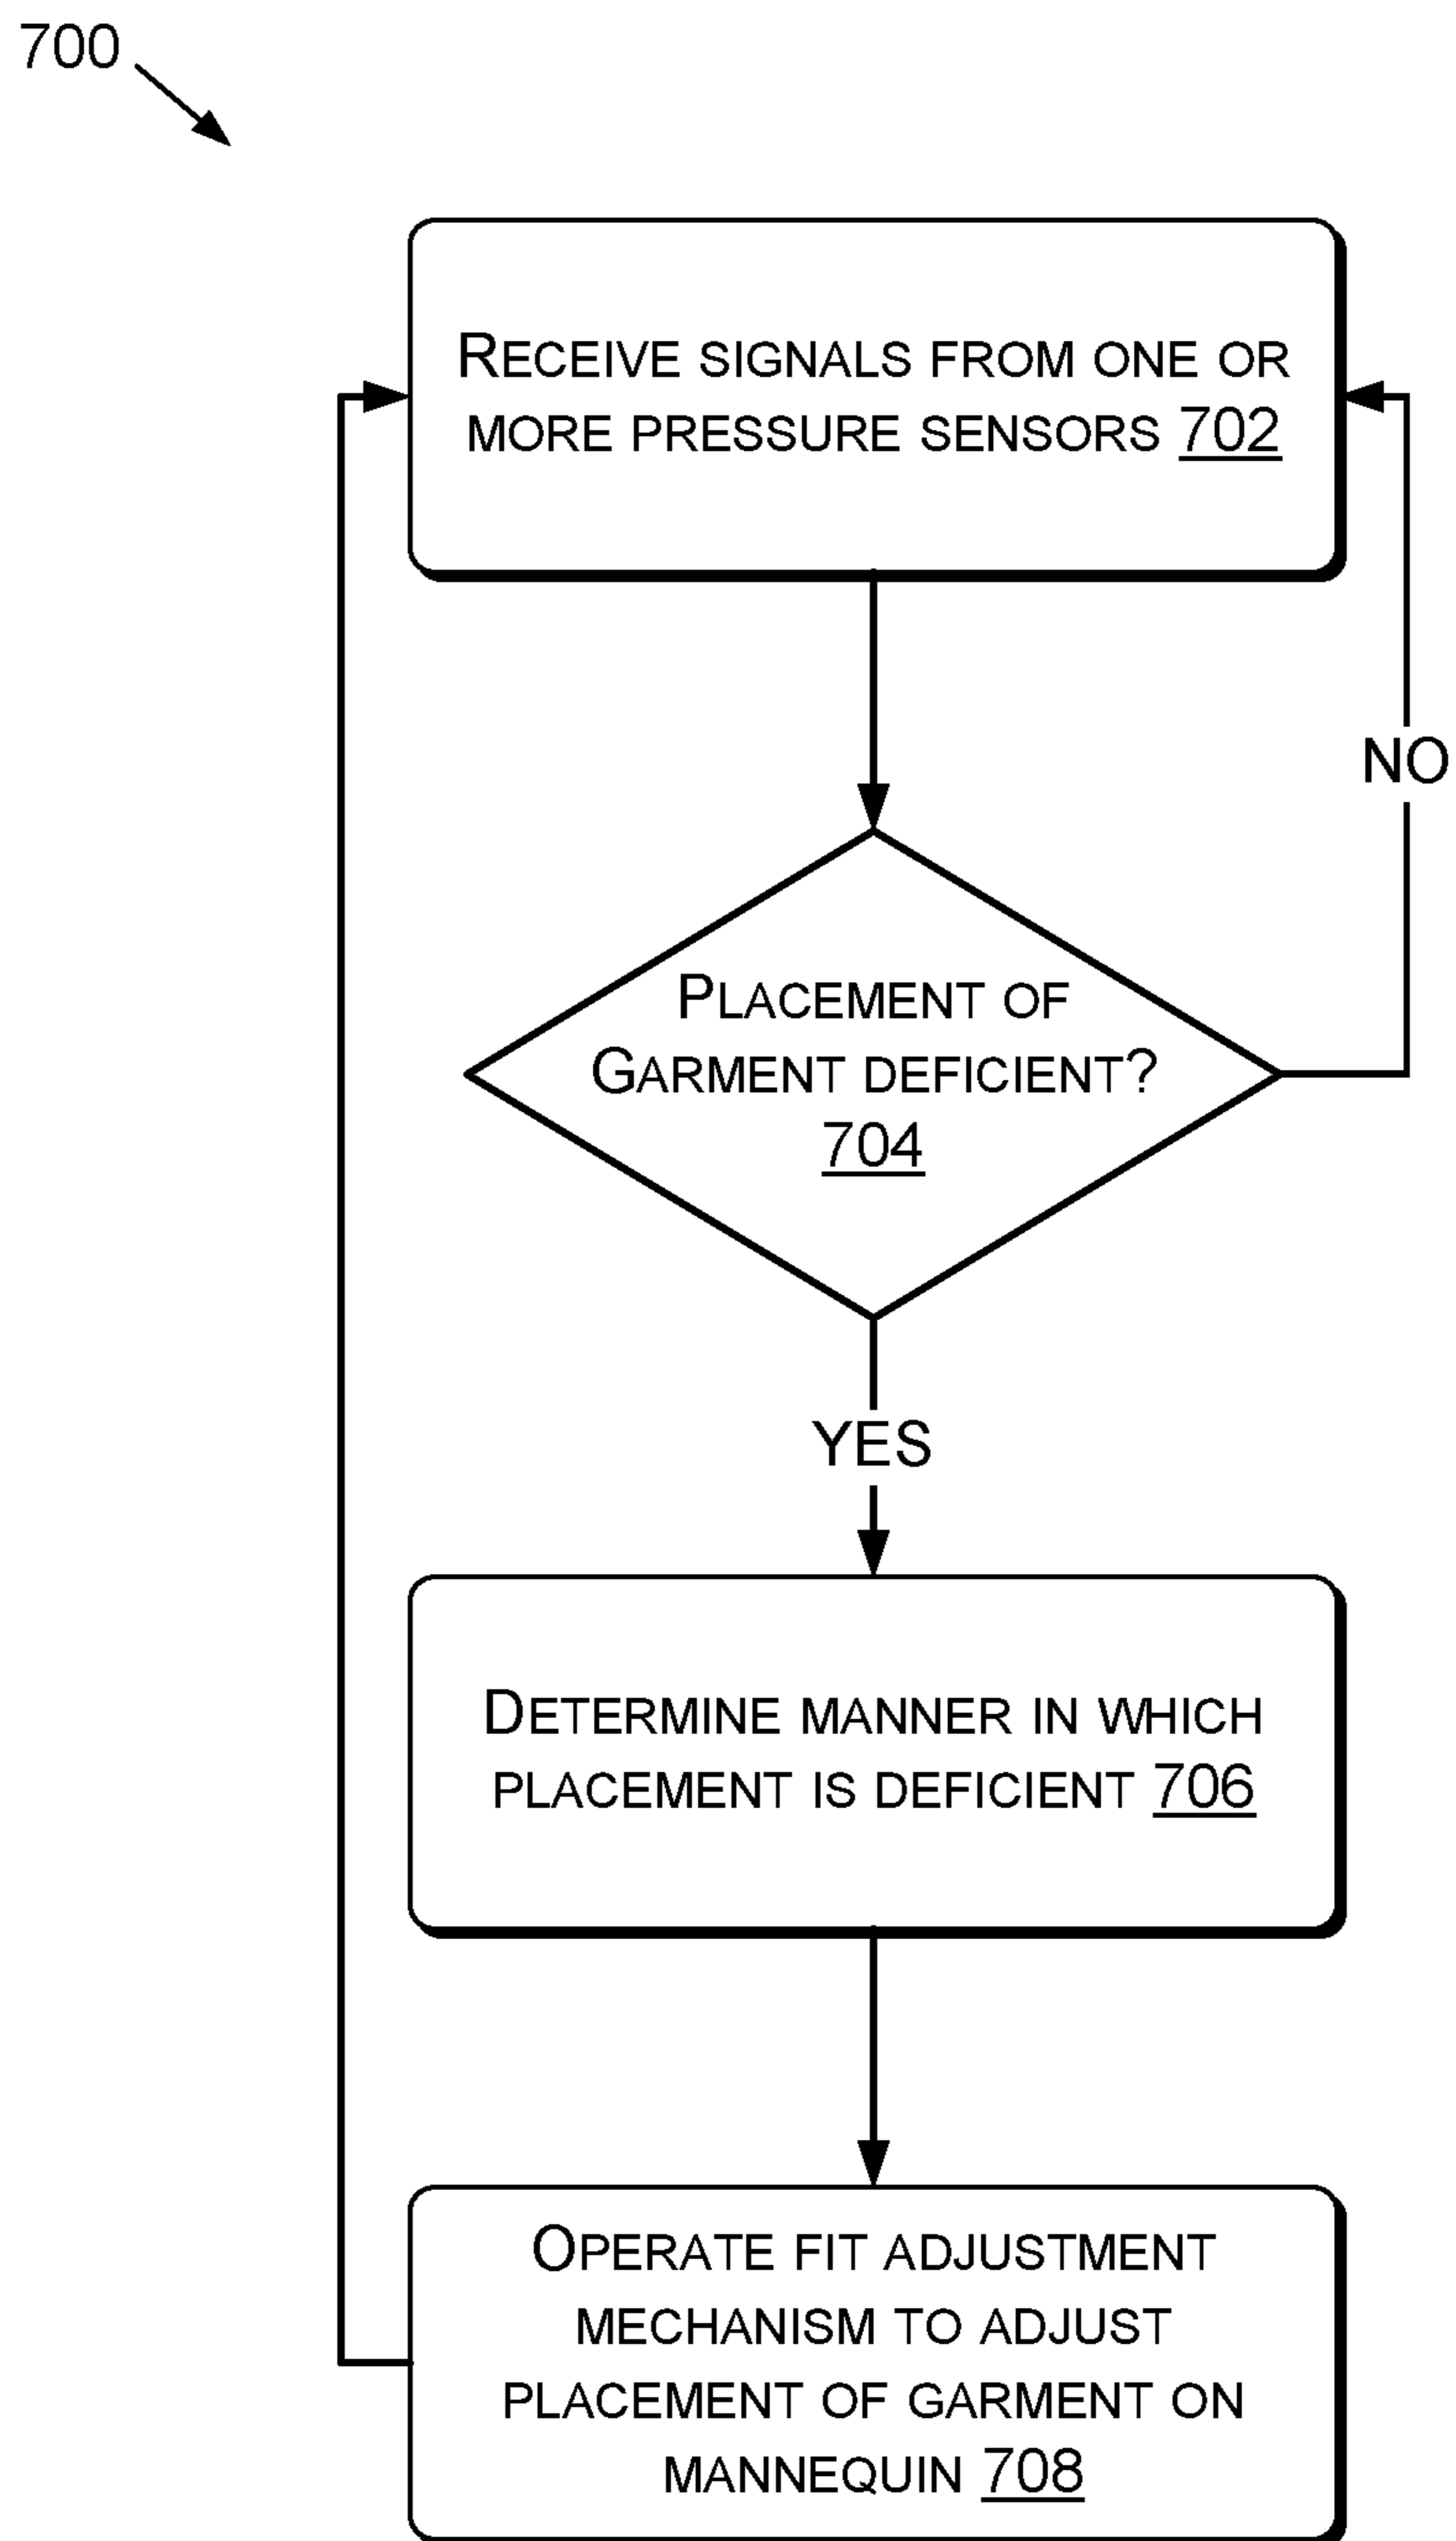 700
RECEIVE SIGNALS FROM ONE OR
MORE PRESSURE SENSORS 702
NO
PLACEMENT OF
GARMENT DEFICIENT?
704
YES
DETERMINE MANNER IN WHICH
PLACEMENT IS DEFICIENT 706
OPERATE FIT ADJUSTMENT
MECHANISM TO ADJUST
PLACEMENT OF GARMENT ON
MANNEQUIN 708